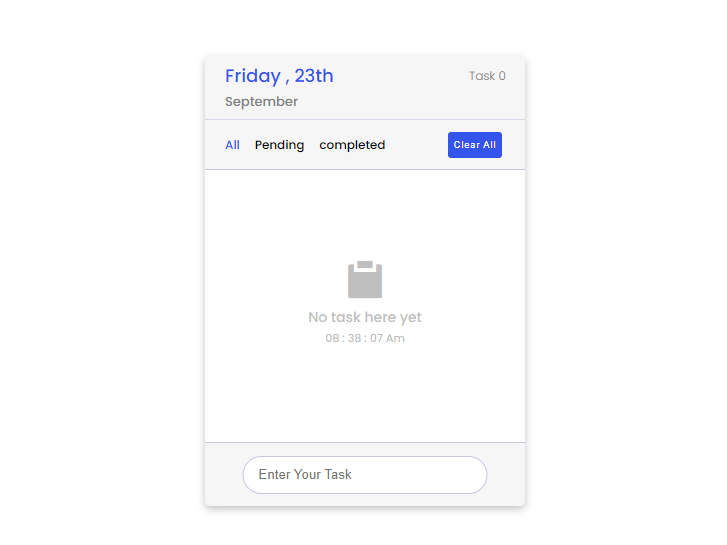 Friday , 23th
Task 0
September
All Pending completed Clear All
No task here yet
08 : 38 : 07 Am
Enter Your Task